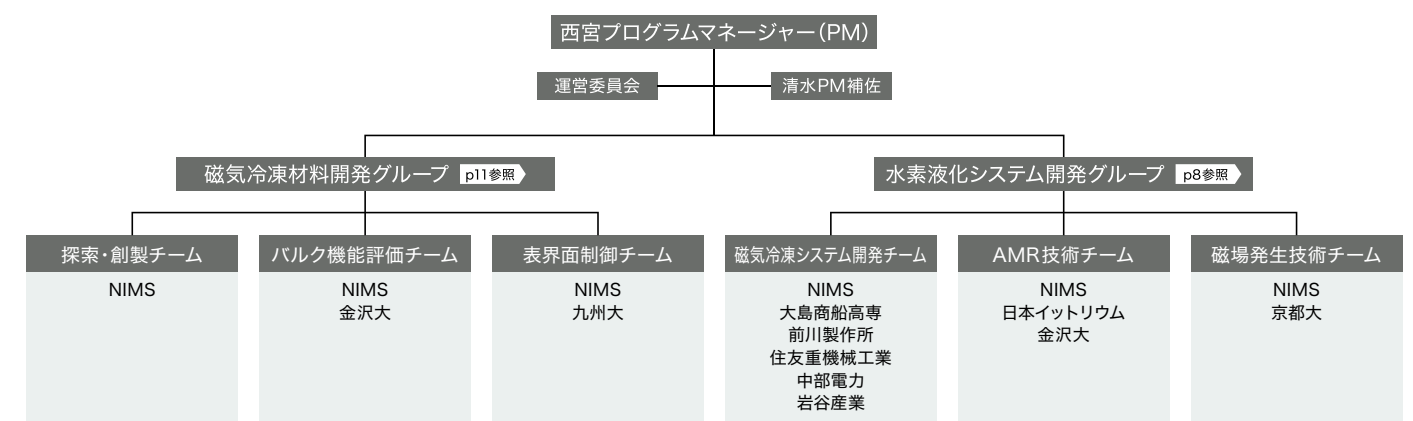 西宮プログラムマネージャー（PM）
運営委員会
清水PM補佐
磁気冷凍材料開発グループ p11参照
水素液化システム開発グループ p8参照
探索・創製チーム
NIMS
バルク機能評価チーム
NIMS
金沢大
表界面制御チーム
NIMS
九州大
磁気冷凍システム開発チーム
NIMS
大島商船高専
前川製作所
住友重機械工業
中部電力
岩谷産業
AMR技術チーム
NIMS
日本イットリウム
金沢大
磁場発生技術チーム
NIMS
京都大